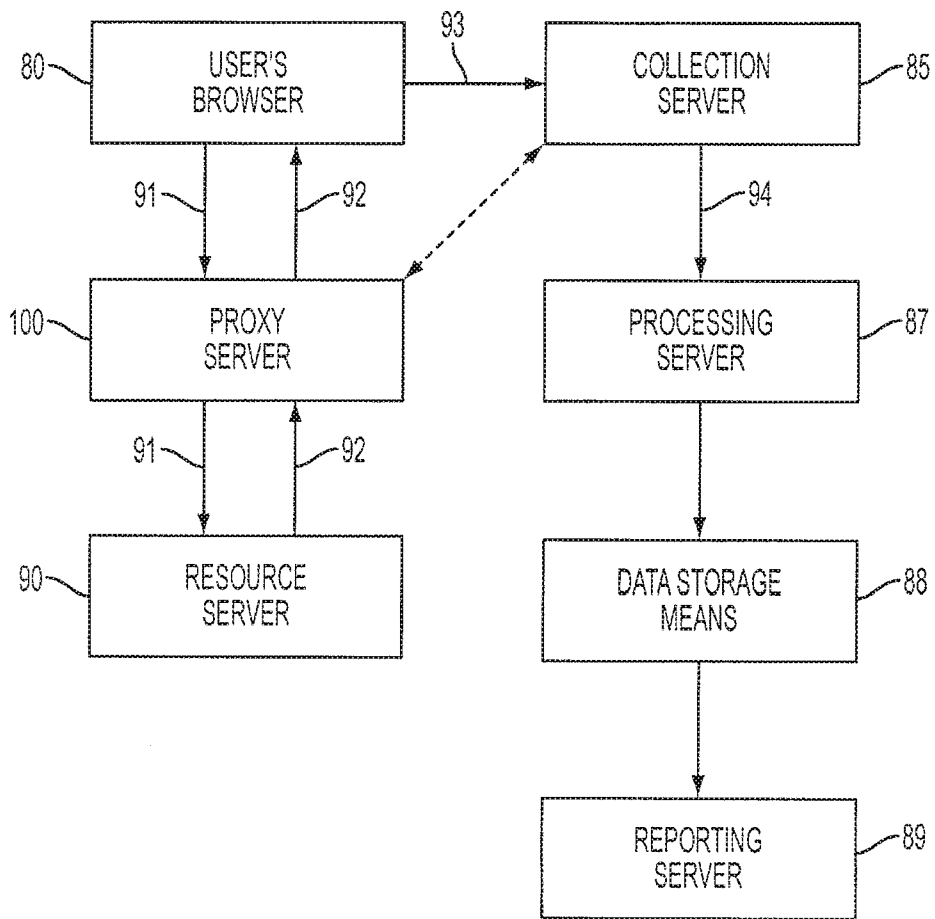 93
80
USER'S
BROWSER
COLLECTION
SERVER
85
91
92
94
100
PROXY
SERVER
PROCESSING
SERVER
87
91
92
90
RESOURCE
SERVER
DATA STORAGE
MEANS
88
REPORTING
SERVER
89